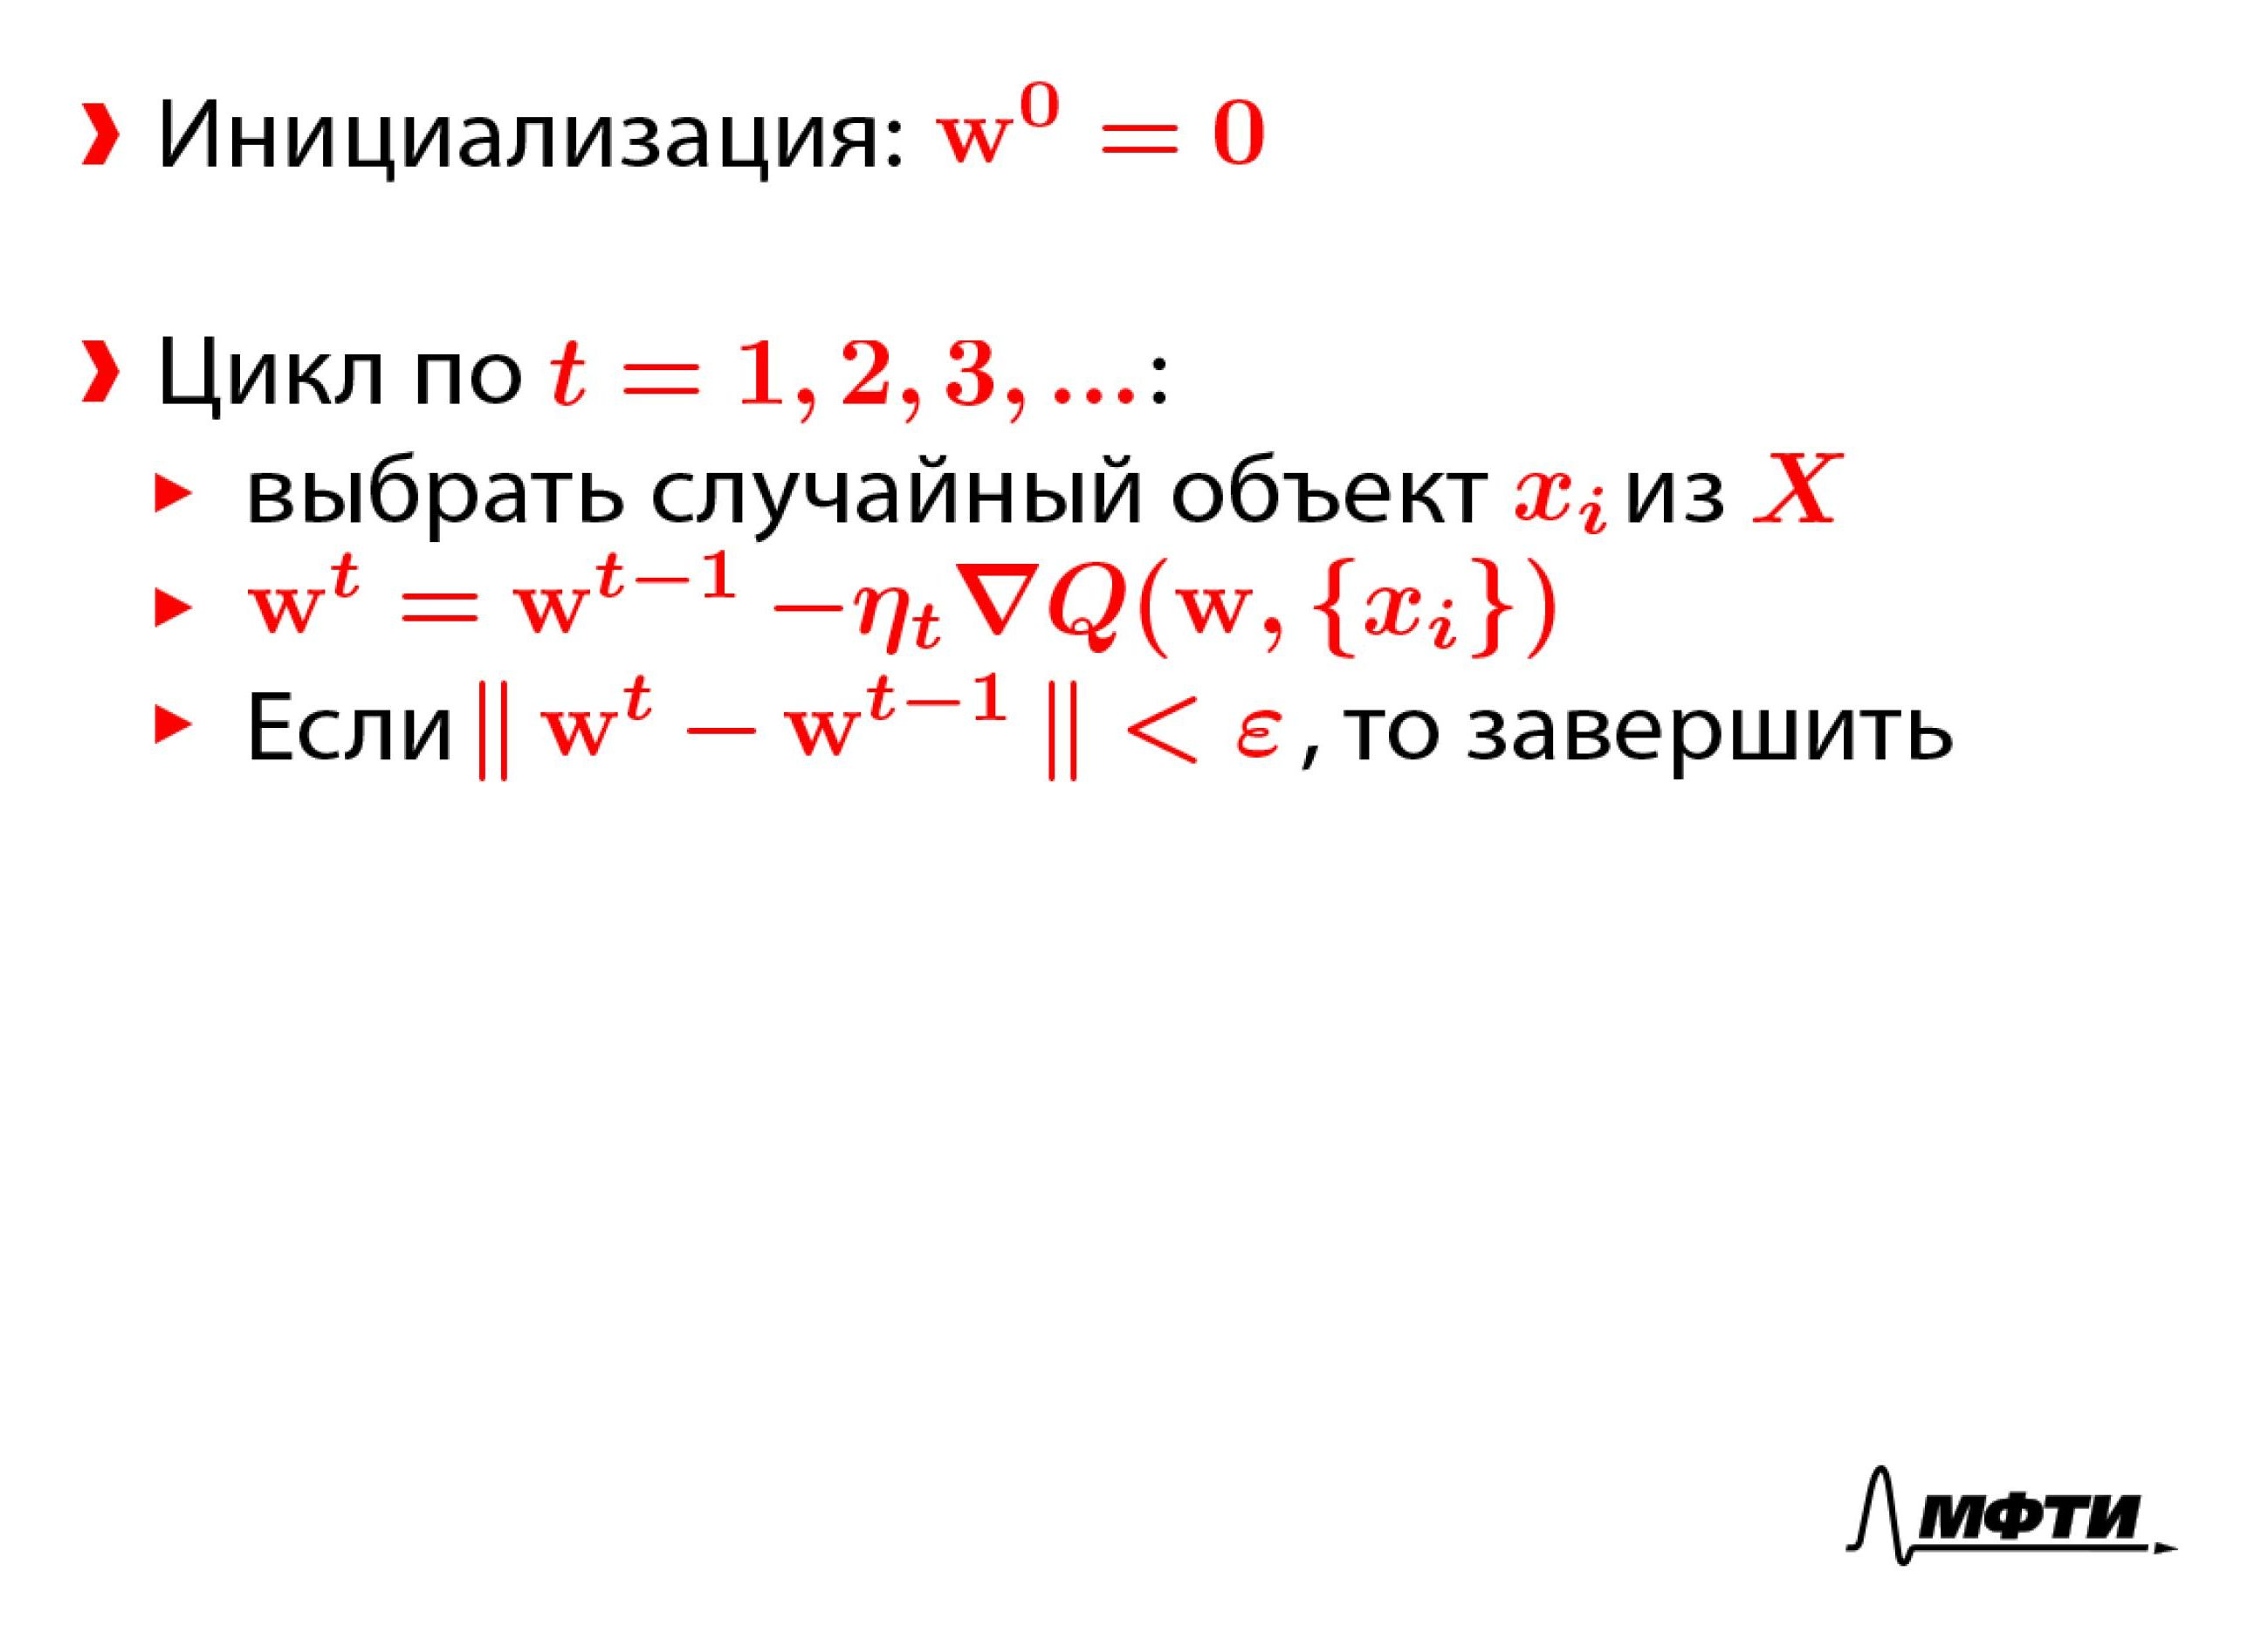 Инициализация: w⁰ = 0
Цикл по t = 1, 2, 3, ...:
выбрать случайный объект xᵢ из X
wᵗ = wᵗ⁻¹ − ηₜ∇Q(w, {xᵢ})
Если ‖ wᵗ − wᵗ⁻¹ ‖ < ε, то завершить
МФТИ